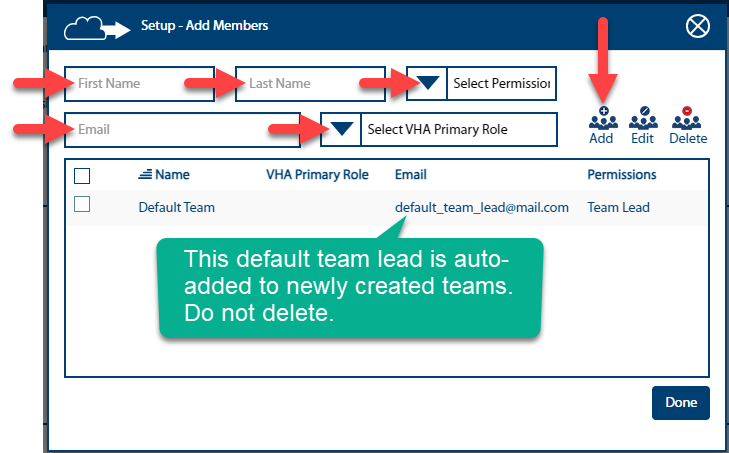 Setup - Add Members
First Name
Last Name
Select Permission
Email
Select VHA Primary Role
Add Edit Delete
Name VHA Primary Role Email Permissions
Default Team default_team_lead@mail.com Team Lead
This default team lead is auto-
added to newly created teams.
Do not delete.
Done